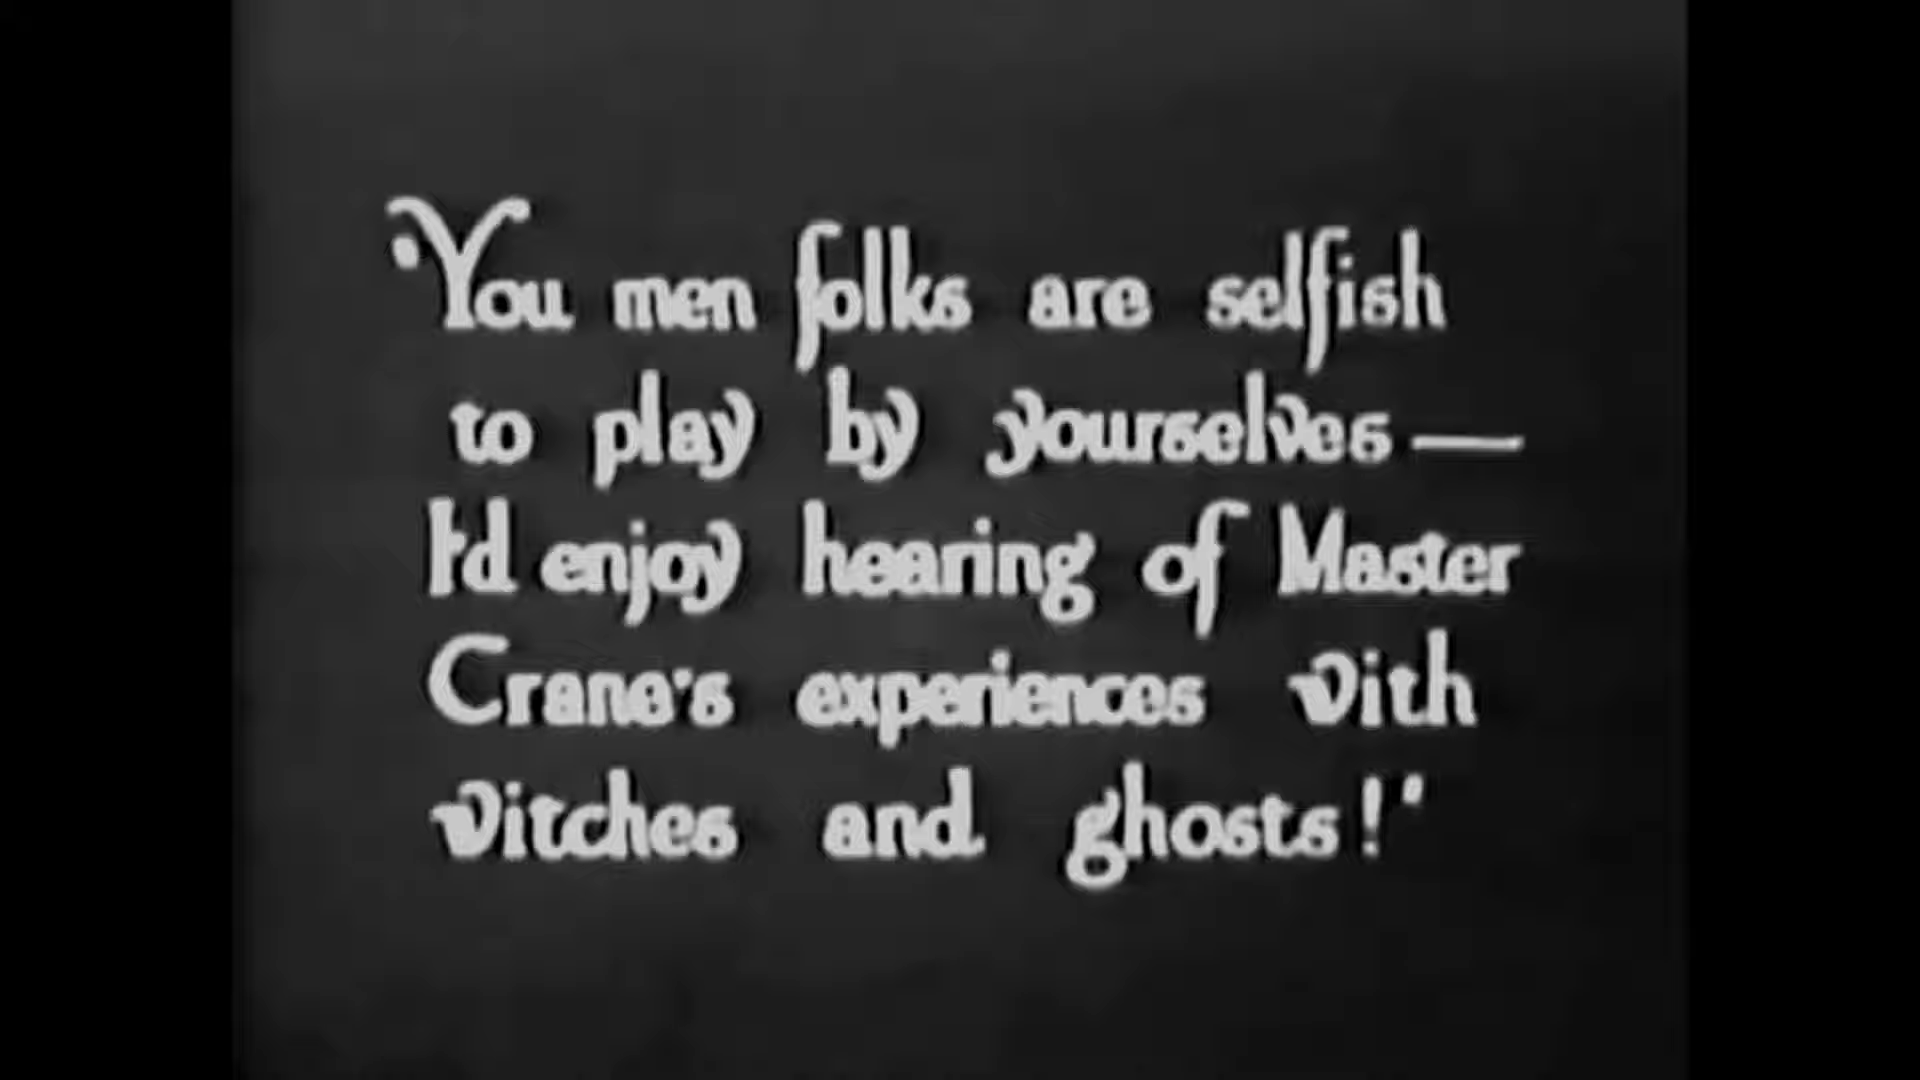 'You men folks are selfish
to play by yourselves —
I'd enjoy hearing of Master
Crane's experiences with
witches and ghosts!'